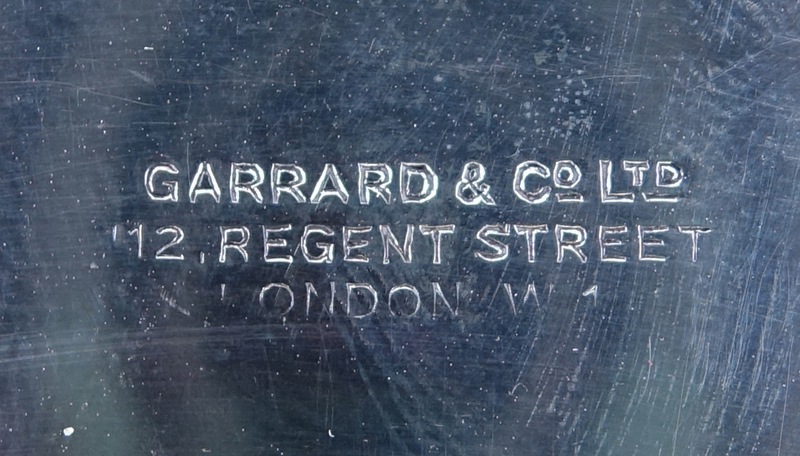 GARRARD & Co LTD
112, REGENT STREET
LONDON W 1